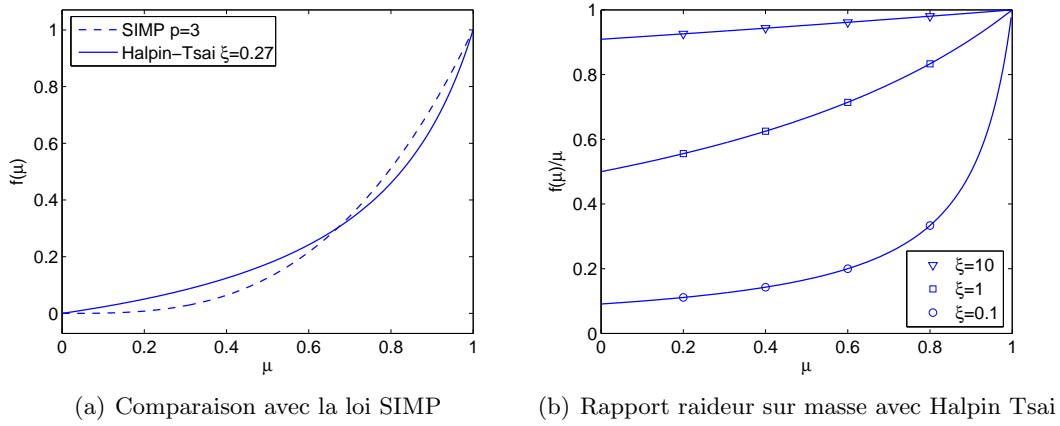 SIMP p=3
Halpin−Tsai ξ=0.27
1
0.8
0.6
0.4
0.2
0
f(μ)
0 0.2 0.4 0.6 0.8 1
μ
(a) Comparaison avec la loi SIMP
1
0.8
0.6
0.4
0.2
0
f(μ)/μ
ξ=10
ξ=1
ξ=0.1
0 0.2 0.4 0.6 0.8 1
μ
(b) Rapport raideur sur masse avec Halpin Tsai